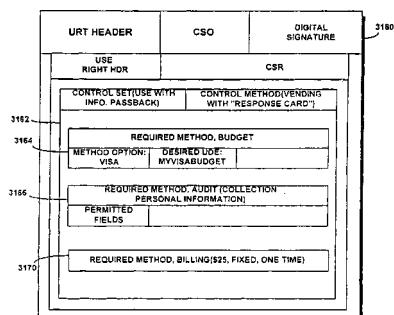 URT HEADER
CSO
DIGITAL
SIGNATURE
3160
USE
RIGHT HDR
CSR
CONTROL SET(USE WITH
INFO. PASSBACK)
CONTROL METHOD(VENDING
WITH "RESPONSE CARD")
3162
3164
REQUIRED METHOD, BUDGET
METHOD OPTION:
VISA
DESIRED UDE:
MYVISABUDGET
3166
REQUIRED METHOD, AUDIT (COLLECTION
PERSONAL INFORMATION)
PERMITTED
FIELDS
3170
REQUIRED METHOD, BILLING($25, FIXED, ONE TIME)